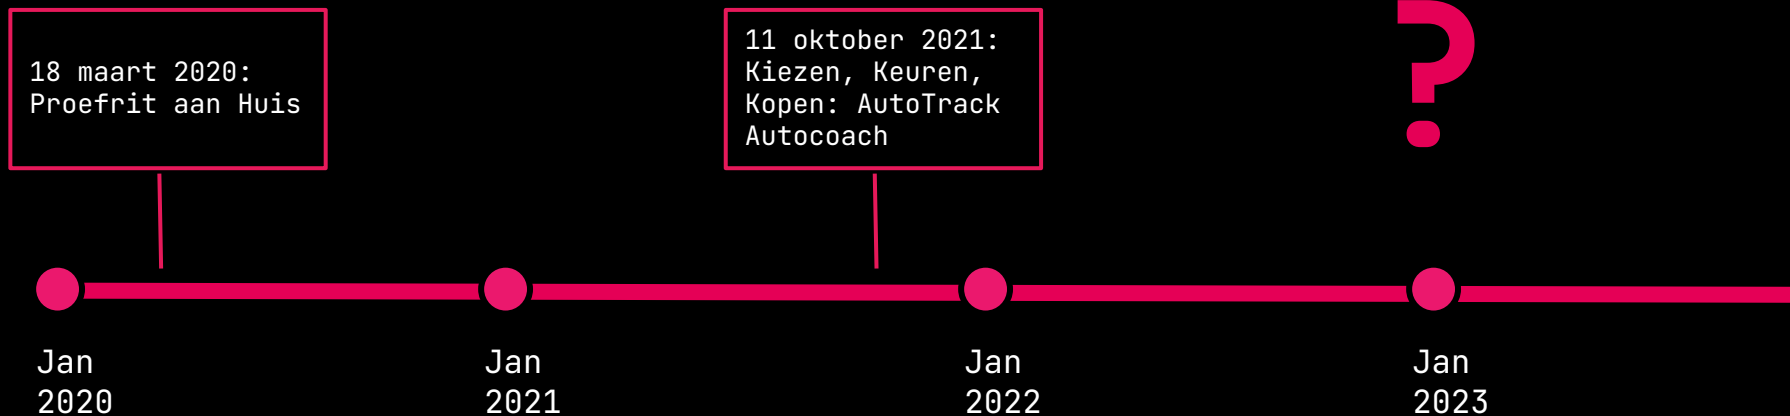 18 maart 2020:
Proefrit aan Huis
11 oktober 2021:
Kiezen, Keuren,
Kopen: AutoTrack
Autocoach
?
Jan
2020
Jan
2021
Jan
2022
Jan
2023